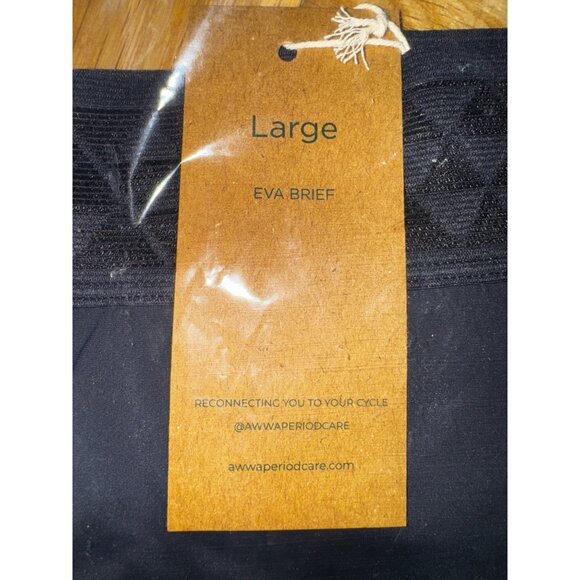 Large
EVA BRIEF
RECONNECTING YOU TO YOUR CYCLE
@AWWAPERIODCARE
awwaperiodcare.com